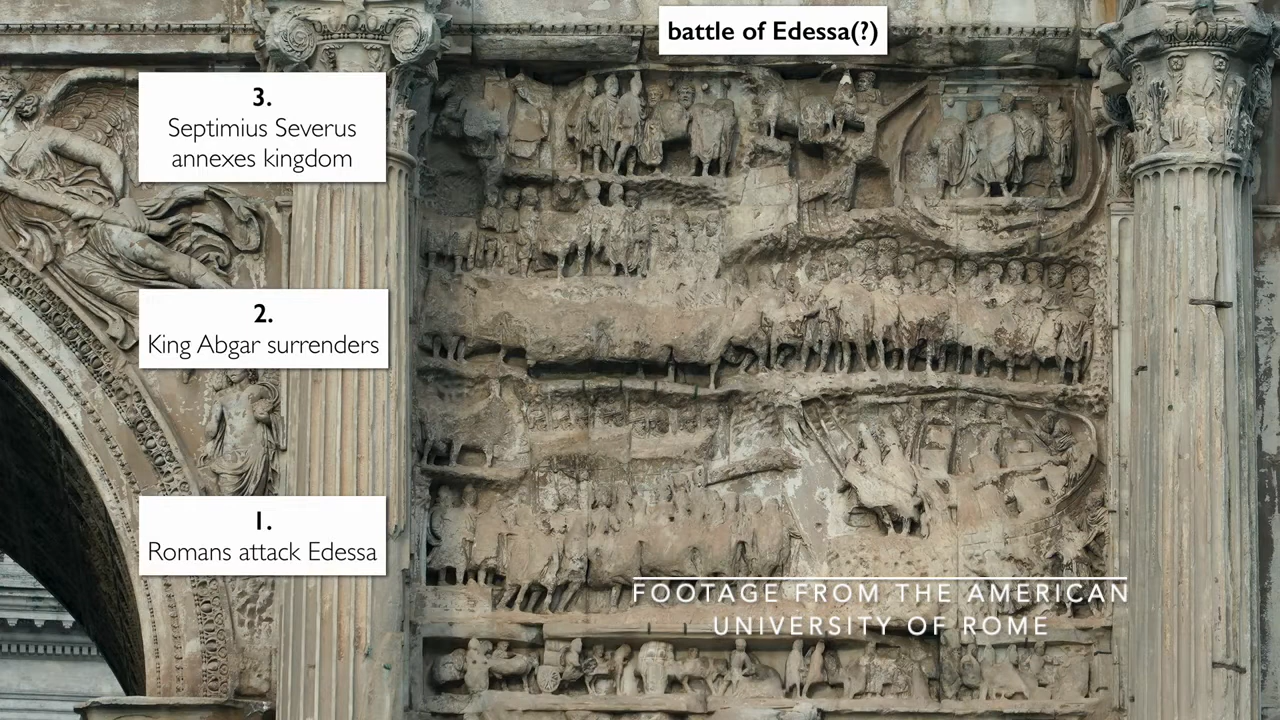 battle of Edessa(?)
3.
Septimius Severus
annexes kingdom
2.
King Abgar surrenders
1.
Romans attack Edessa
FOOTAGE FROM THE AMERICAN
UNIVERSITY OF ROME